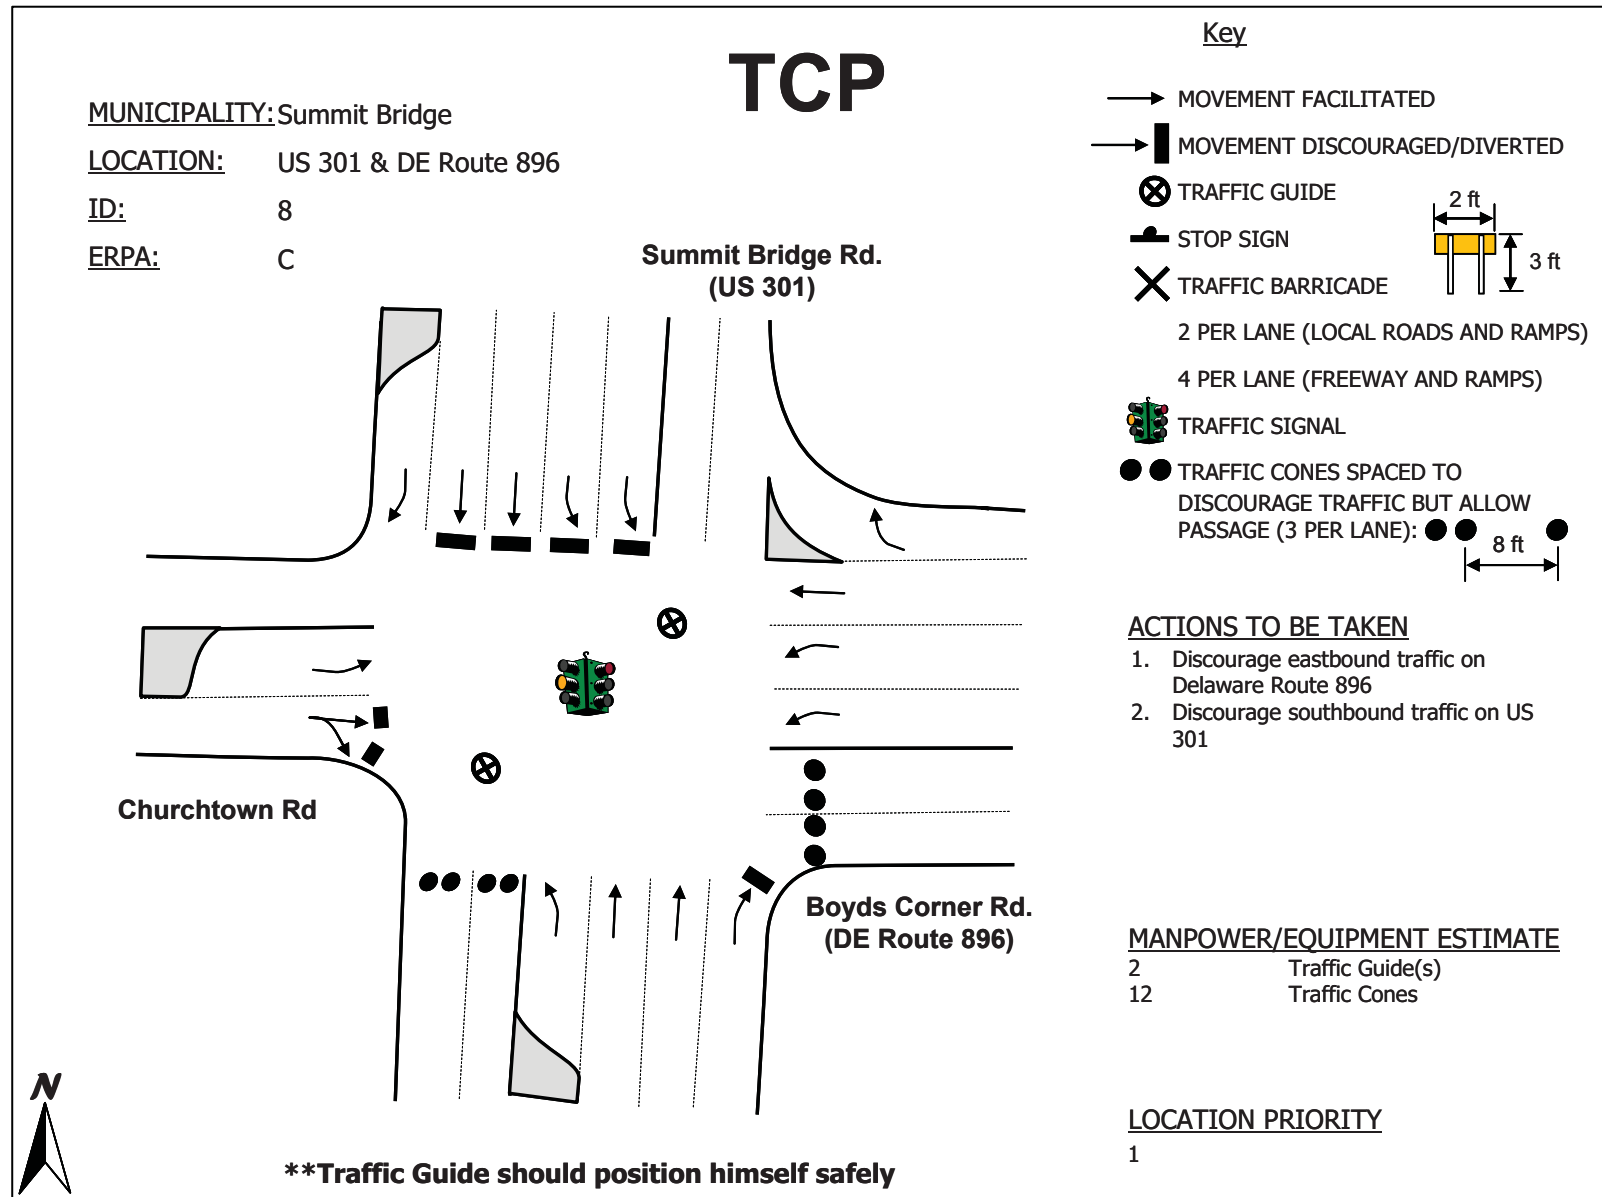 TCP
MUNICIPALITY: Summit Bridge
LOCATION: US 301 & DE Route 896
ID: 8
ERPA: C
Summit Bridge Rd.
(US 301)
Churchtown Rd
Boyds Corner Rd.
(DE Route 896)
N
**Traffic Guide should position himself safely
Key
MOVEMENT FACILITATED
MOVEMENT DISCOURAGED/DIVERTED
TRAFFIC GUIDE
2 ft
STOP SIGN
3 ft
TRAFFIC BARRICADE
2 PER LANE (LOCAL ROADS AND RAMPS)
4 PER LANE (FREEWAY AND RAMPS)
TRAFFIC SIGNAL
TRAFFIC CONES SPACED TO
DISCOURAGE TRAFFIC BUT ALLOW
PASSAGE (3 PER LANE):
8 ft
ACTIONS TO BE TAKEN
1. Discourage eastbound traffic on
Delaware Route 896
2. Discourage southbound traffic on US
301
MANPOWER/EQUIPMENT ESTIMATE
2 Traffic Guide(s)
12 Traffic Cones
LOCATION PRIORITY
1